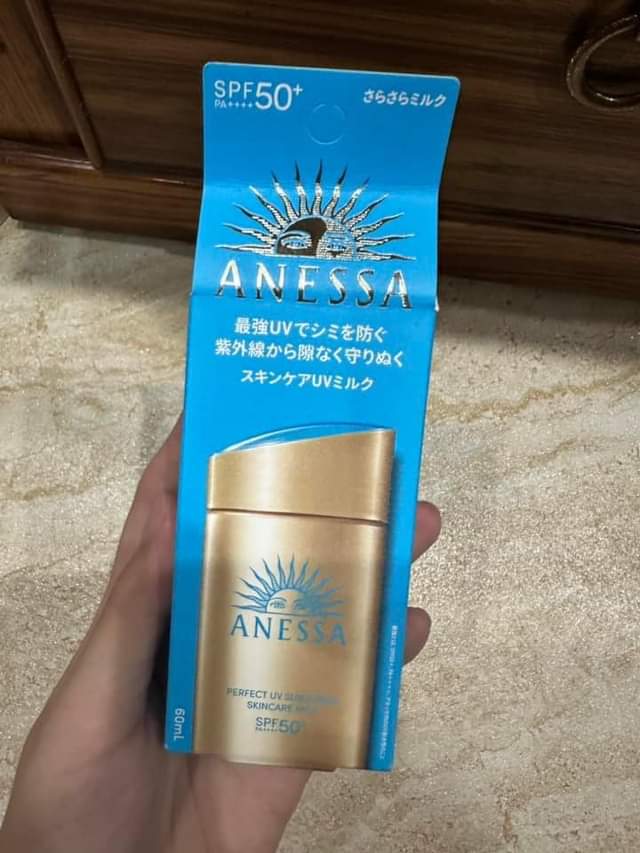 SPF50+
PA++++
さらさらミルク
ANESSA
最強UVでシミを防ぐ
紫外線から隙なく守りぬく
スキンケアUVミルク
ANESSA
PERFECT UV
SKINCARE
SPF50+
PA++++
60mL